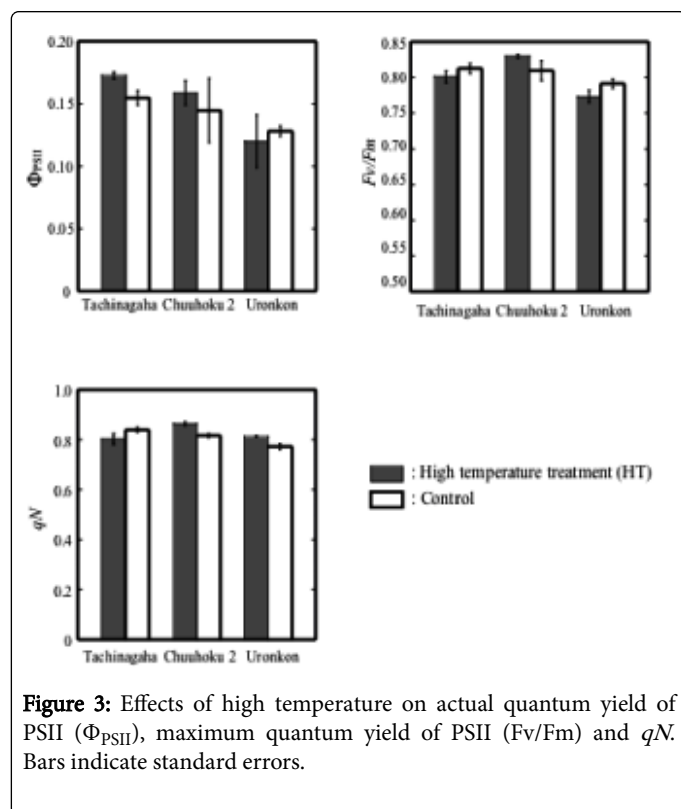 0.20
0.15
0.10
0.05
0
ΦPSII
Tachinagaha Chuuhoku 2 Uronkon
0.85
0.80
0.75
0.70
0.65
0.60
0.55
0.50
Fv/Fm
Tachinagaha Chuuhoku 2 Uronkon
1.0
0.8
0.6
0.4
0.2
0
qN
Tachinagaha Chuuhoku 2 Uronkon
: High temperature treatment (HT)
: Control
Figure 3: Effects of high temperature on actual quantum yield of
PSII (ΦPSII), maximum quantum yield of PSII (Fv/Fm) and qN.
Bars indicate standard errors.